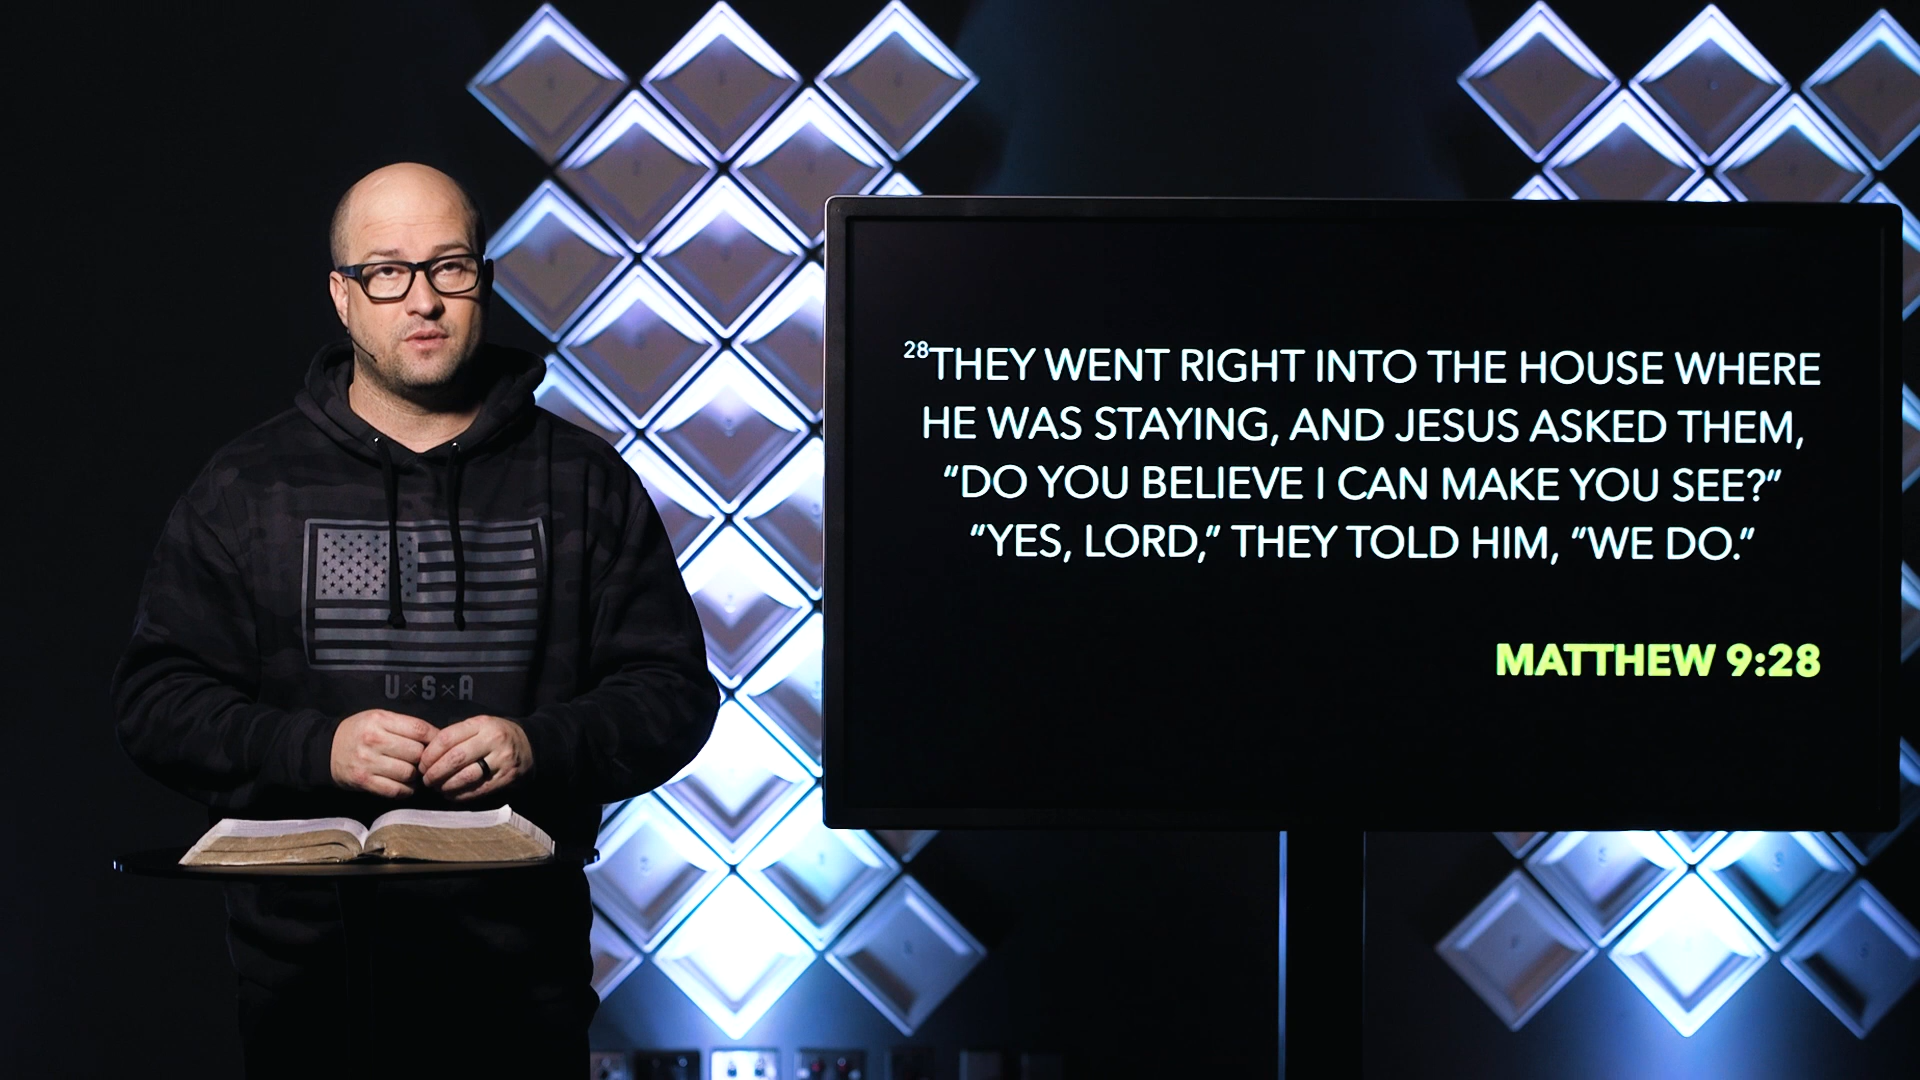 ²⁸THEY WENT RIGHT INTO THE HOUSE WHERE
HE WAS STAYING, AND JESUS ASKED THEM,
“DO YOU BELIEVE I CAN MAKE YOU SEE?”
“YES, LORD,” THEY TOLD HIM, “WE DO.”
MATTHEW 9:28
U×S×A